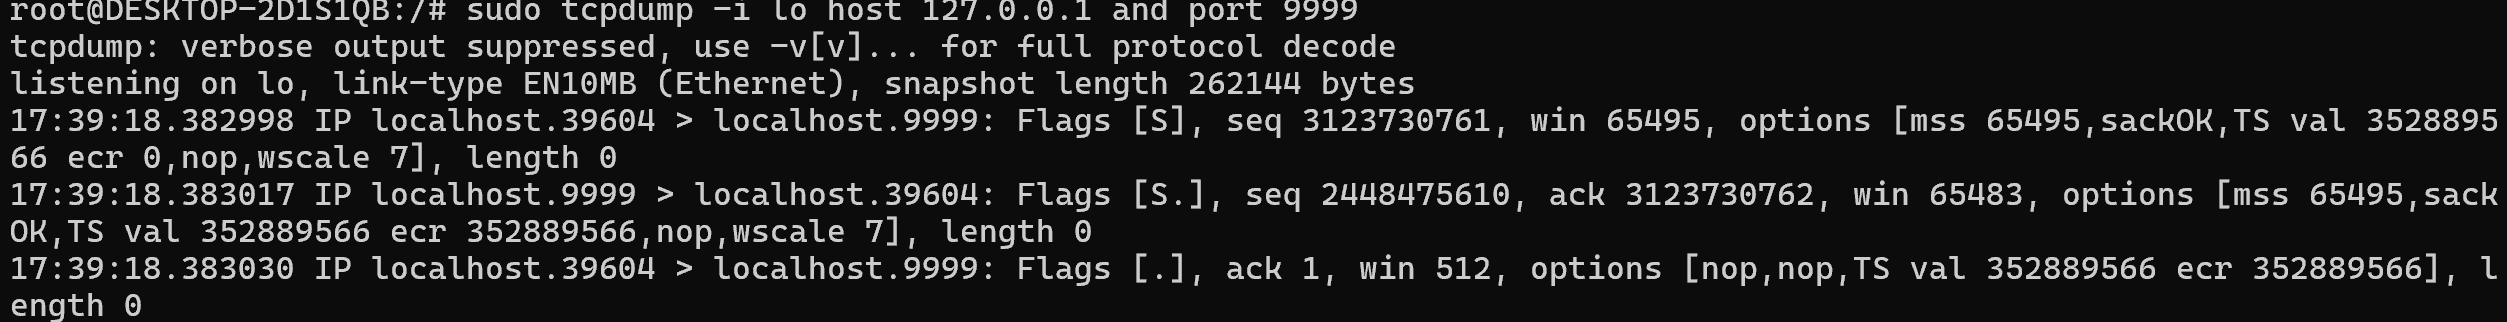 root@DESKTOP-2D1S1QB:/# sudo tcpdump -i lo host 127.0.0.1 and port 9999
tcpdump: verbose output suppressed, use -v[v]... for full protocol decode
listening on lo, link-type EN10MB (Ethernet), snapshot length 262144 bytes
17:39:18.382998 IP localhost.39604 > localhost.9999: Flags [S], seq 3123730761, win 65495, options [mss 65495,sackOK,TS val 3528895
66 ecr 0,nop,wscale 7], length 0
17:39:18.383017 IP localhost.9999 > localhost.39604: Flags [S.], seq 2448475610, ack 3123730762, win 65483, options [mss 65495,sack
OK,TS val 352889566 ecr 352889566,nop,wscale 7], length 0
17:39:18.383030 IP localhost.39604 > localhost.9999: Flags [.], ack 1, win 512, options [nop,nop,TS val 352889566 ecr 352889566], l
ength 0